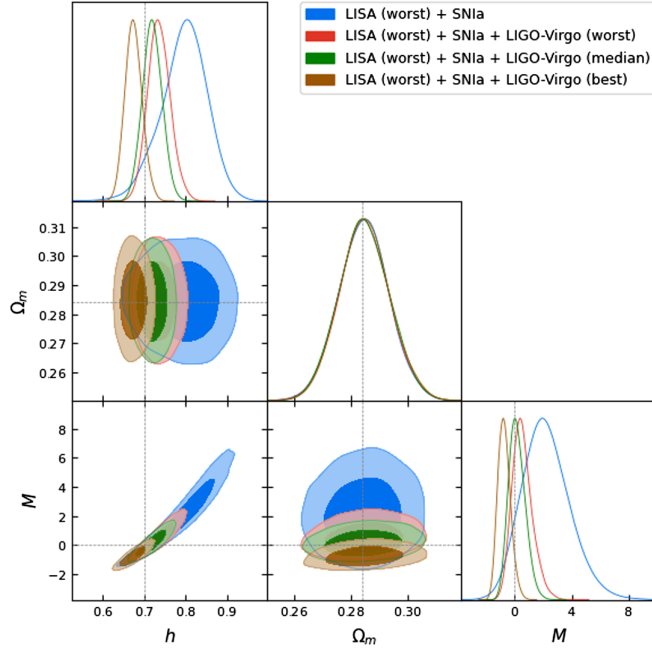 LISA (worst) + SNIa
LISA (worst) + SNIa + LIGO-Virgo (worst)
LISA (worst) + SNIa + LIGO-Virgo (median)
LISA (worst) + SNIa + LIGO-Virgo (best)
0.31
0.30
0.29
0.28
0.27
0.26
Ωm
8
6
4
2
0
−2
M
0.6 0.7 0.8 0.9
0.26 0.28 0.30
0 4 8
h Ωm M